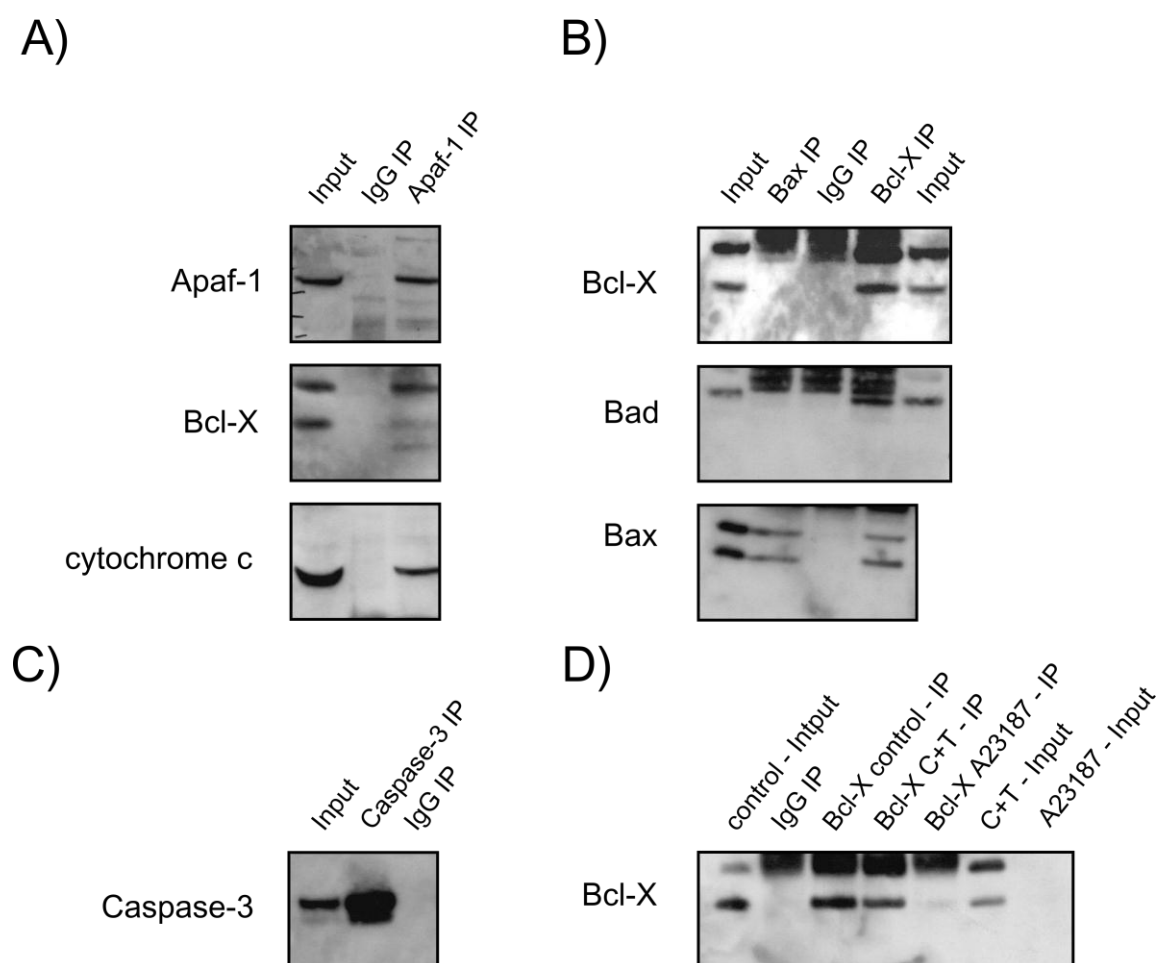 A)
Input
IgG IP
Apaf-1 IP
Apaf-1
Bcl-X
cytochrome c
B)
Input
Bax IP
IgG IP
Bcl-X IP
Input
Bcl-X
Bad
Bax
C)
Input
Caspase-3 IP
IgG IP
Caspase-3
D)
control - Intput
IgG IP
Bcl-X control - IP
Bcl-X C+T - IP
Bcl-X A23187 - IP
C+T - Input
A23187 - Input
Bcl-X